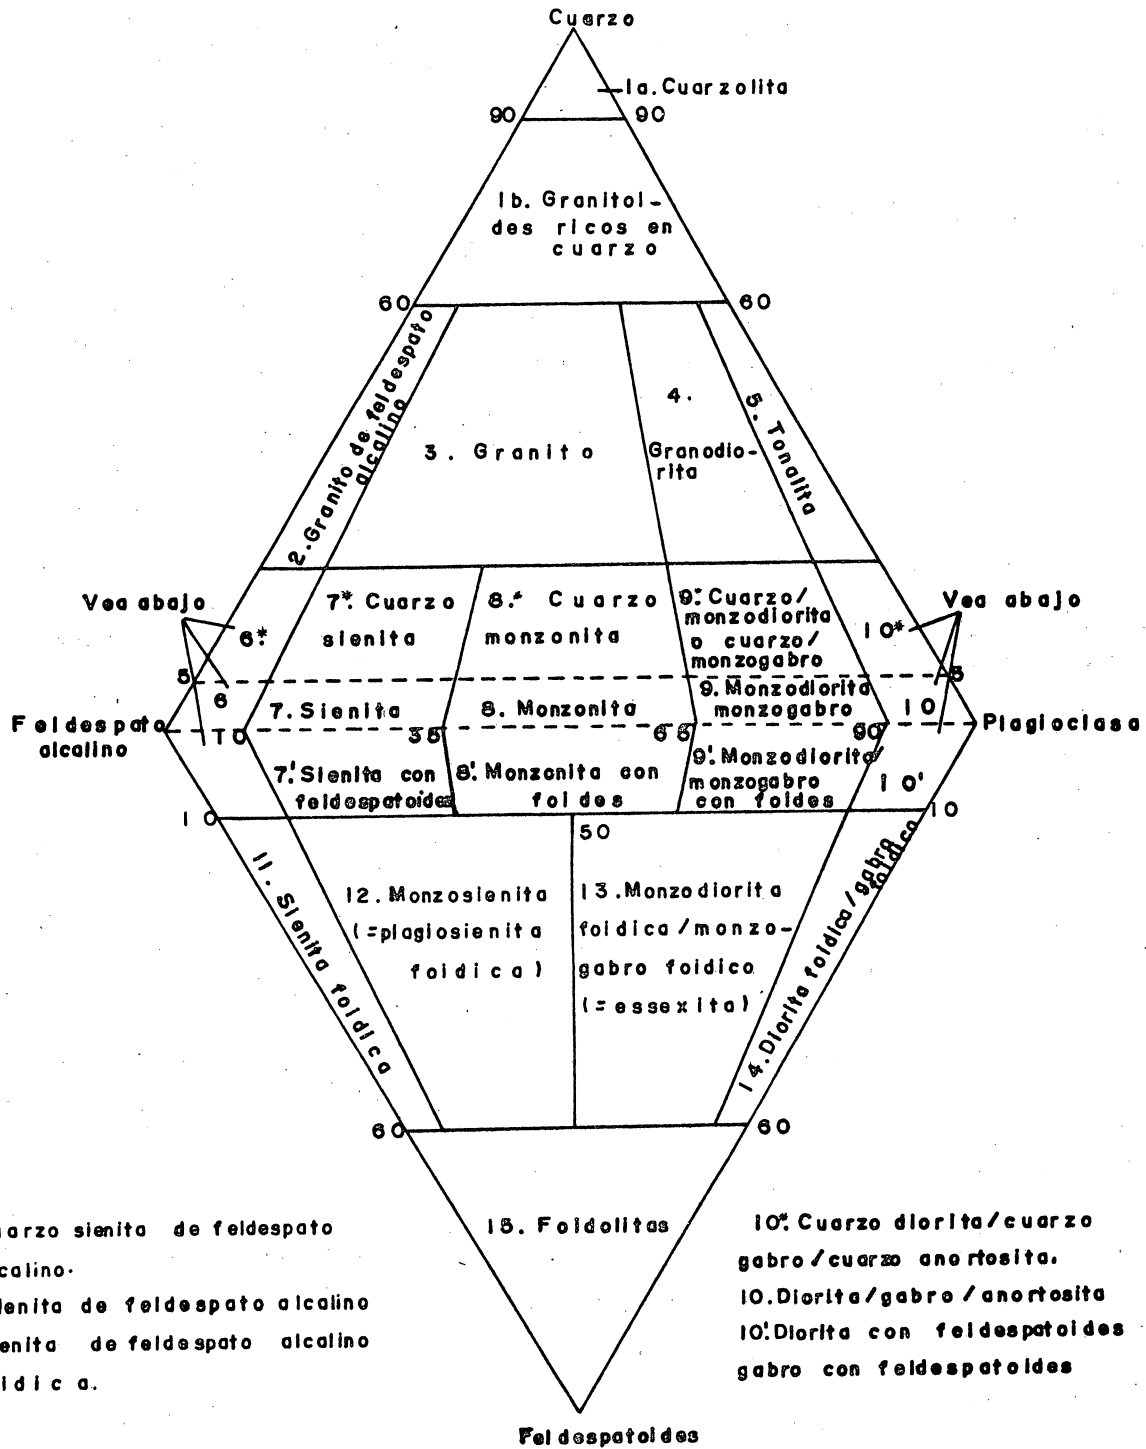 Cuarzo
1a. Cuarzolita
90
90
1b. Granitoi-
des ricos en
cuarzo
60
60
2. Granito de feldespato
alcalino
3. Granito
4.
Granodio-
rita
5. Tonalita
Vea abajo
6.*
7.* Cuarzo
sienita
8.* Cuarzo
monzonita
9.* Cuarzo/
monzodiorita
o cuarzo/
monzogabro
10*
Vea abajo
5
5
6
7. Sienita
8. Monzonita
9. Monzodiorita
monzogabro
10
Feldespato
alcalino
10
35
65
90
Plagioclasa
7.' Sienita con
feldespatoides
8.' Monzonita con
foides
9.' Monzodiorita/
monzogabro
con foides
10'
10
10
50
11. Sienita foidica
12. Monzosienita
(=plagiosienita
foidica)
13. Monzodiorita
foidica/monzo-
gabro foidico
(=essexita)
14. Diorita foidica/gabro
foidico
60
60
15. Foidolitas
arzo sienita de feldespato
calino.
ienita de feldespato alcalino
enita de feldespato alcalino
idica.
10.* Cuarzo diorita/cuarzo
gabro/cuarzo anortosita.
10. Diorita/gabro/anortosita
10.' Diorita con feldespatoides
gabro con feldespatoides
Feldespatoides